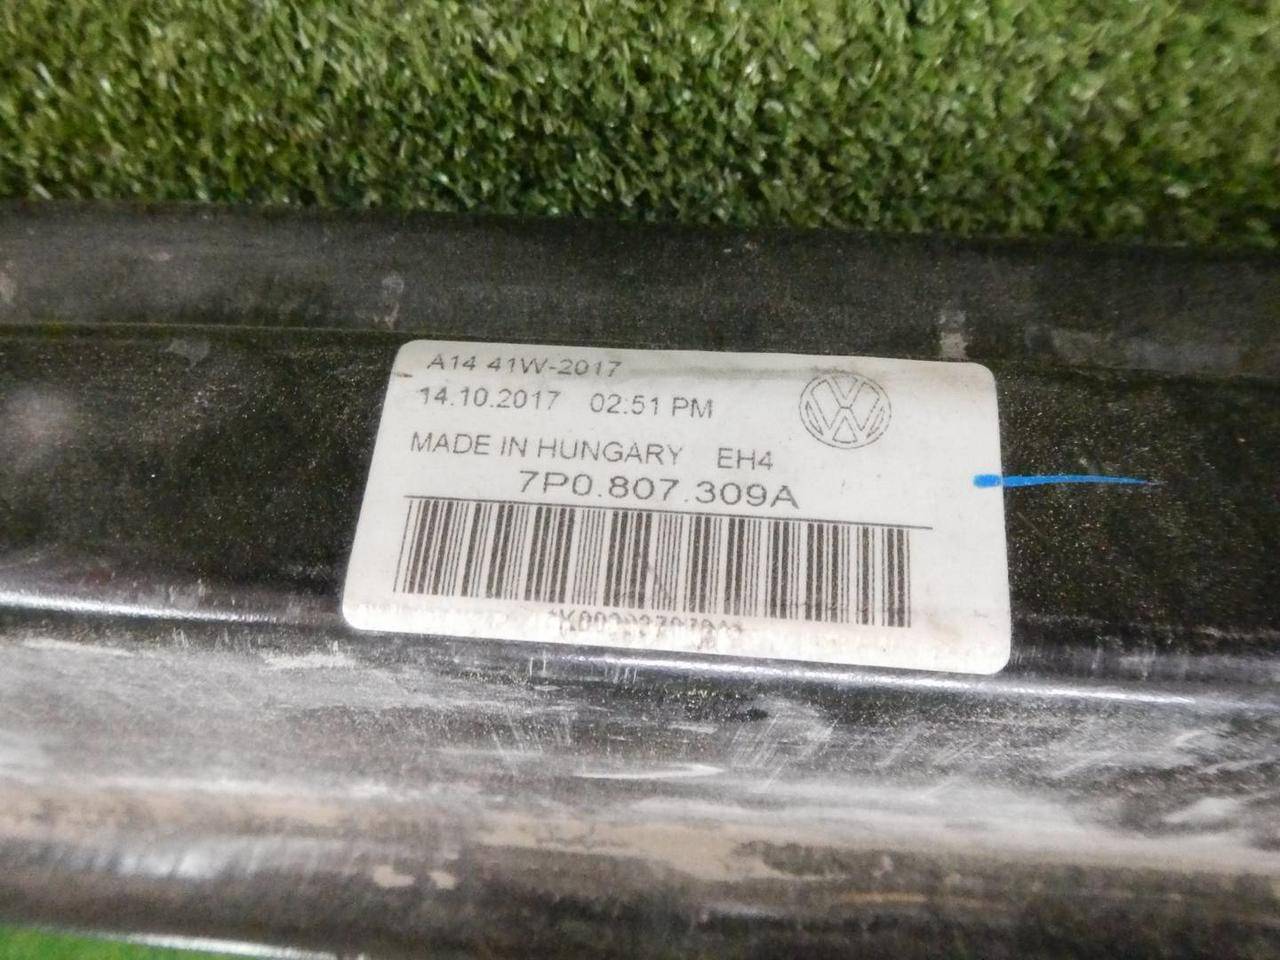 A14 41W-2017
14.10.2017 02:51 PM
MADE IN HUNGARY EH4
7P0.807.309A